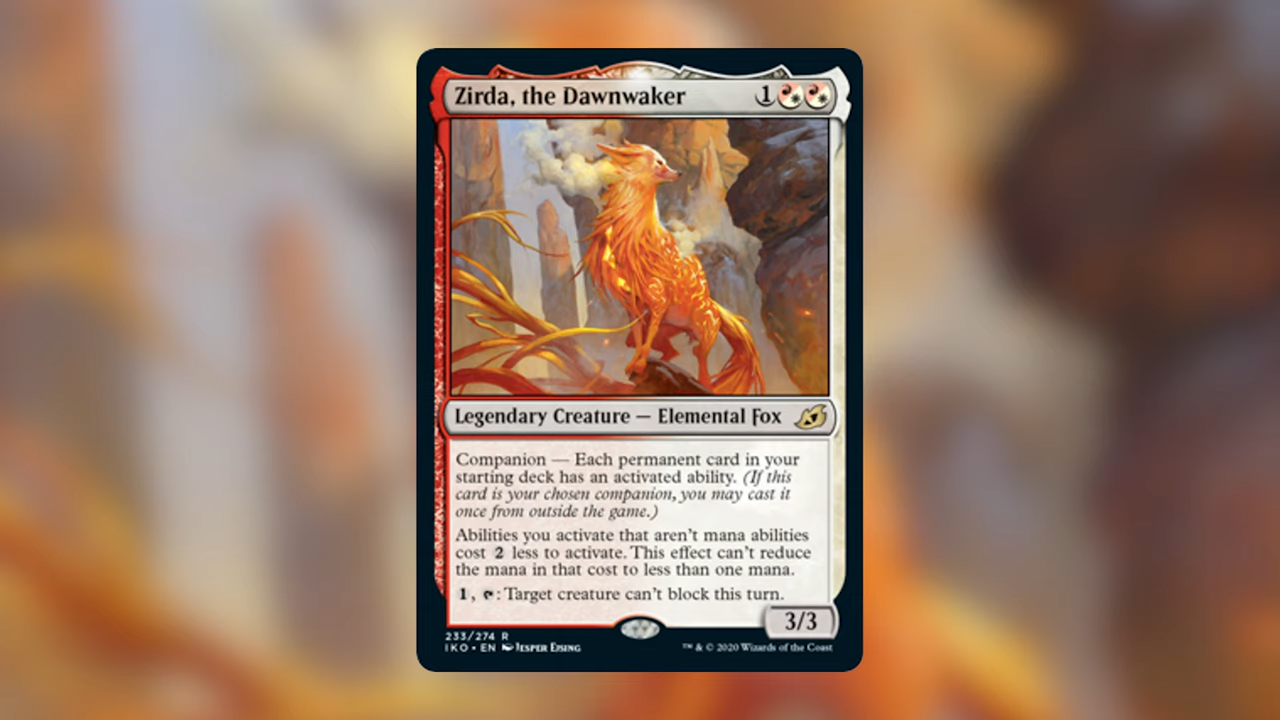 Zirda, the Dawnwaker 1
Legendary Creature — Elemental Fox
Companion — Each permanent card in your
starting deck has an activated ability. (If this
card is your chosen companion, you may cast it
once from outside the game.)
Abilities you activate that aren't mana abilities
cost 2 less to activate. This effect can't reduce
the mana in that cost to less than one mana.
1, : Target creature can't block this turn.
3/3
233/274 R
IKO • EN JESPER EJSING
™ & © 2020 Wizards of the Coast